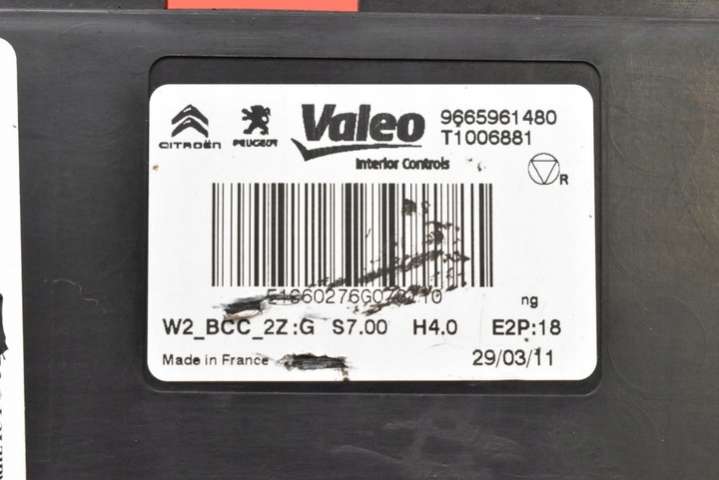 CITROËN
PEUGEOT
Valeo
Interior Controls
9665961480
T1006881
R
ng
W2_BCC_2Z:G S7.00 H4.0 E2P:18
Made in France
29/03/11